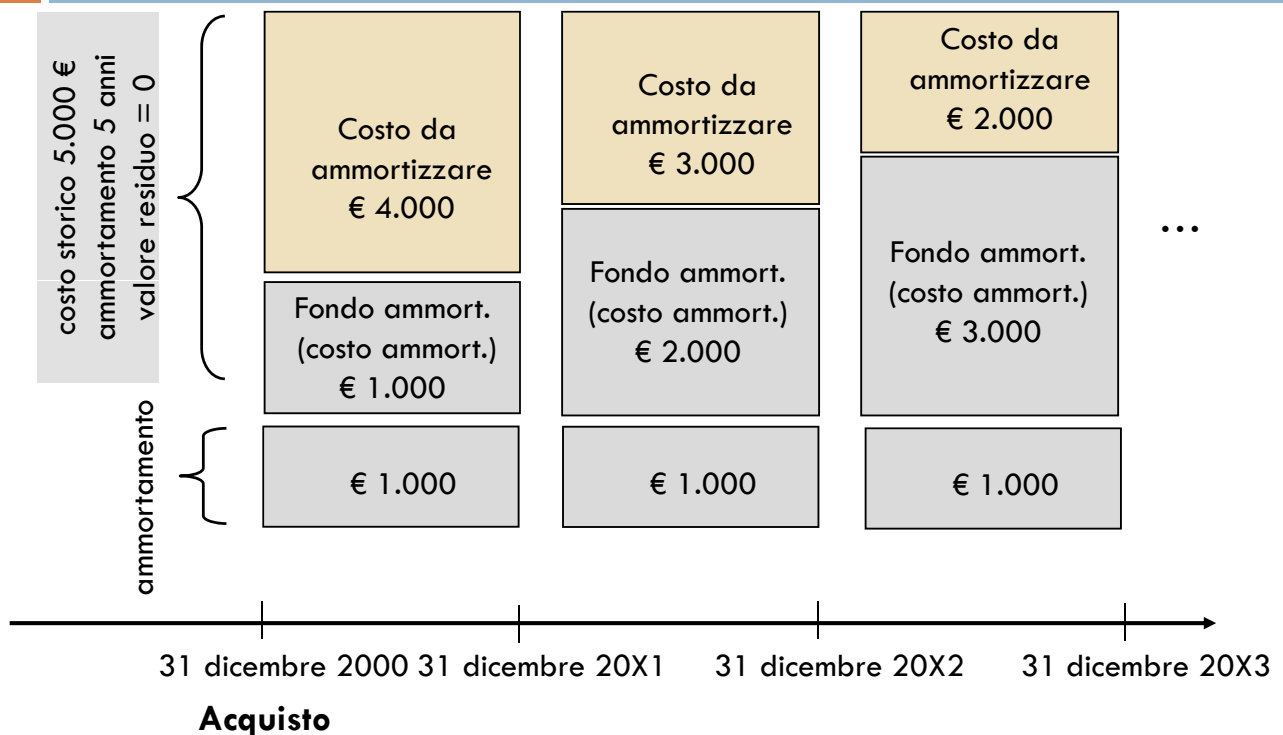 costo storico 5.000 €
ammortamento 5 anni
valore residuo = 0
Costo da
ammortizzare
€ 4.000
Fondo ammort.
(costo ammort.)
€ 1.000
Costo da
ammortizzare
€ 3.000
Fondo ammort.
(costo ammort.)
€ 2.000
Costo da
ammortizzare
€ 2.000
Fondo ammort.
(costo ammort.)
€ 3.000
...
ammortamento
€ 1.000
€ 1.000
€ 1.000
31 dicembre 2000
31 dicembre 20X1
31 dicembre 20X2
31 dicembre 20X3
Acquisto